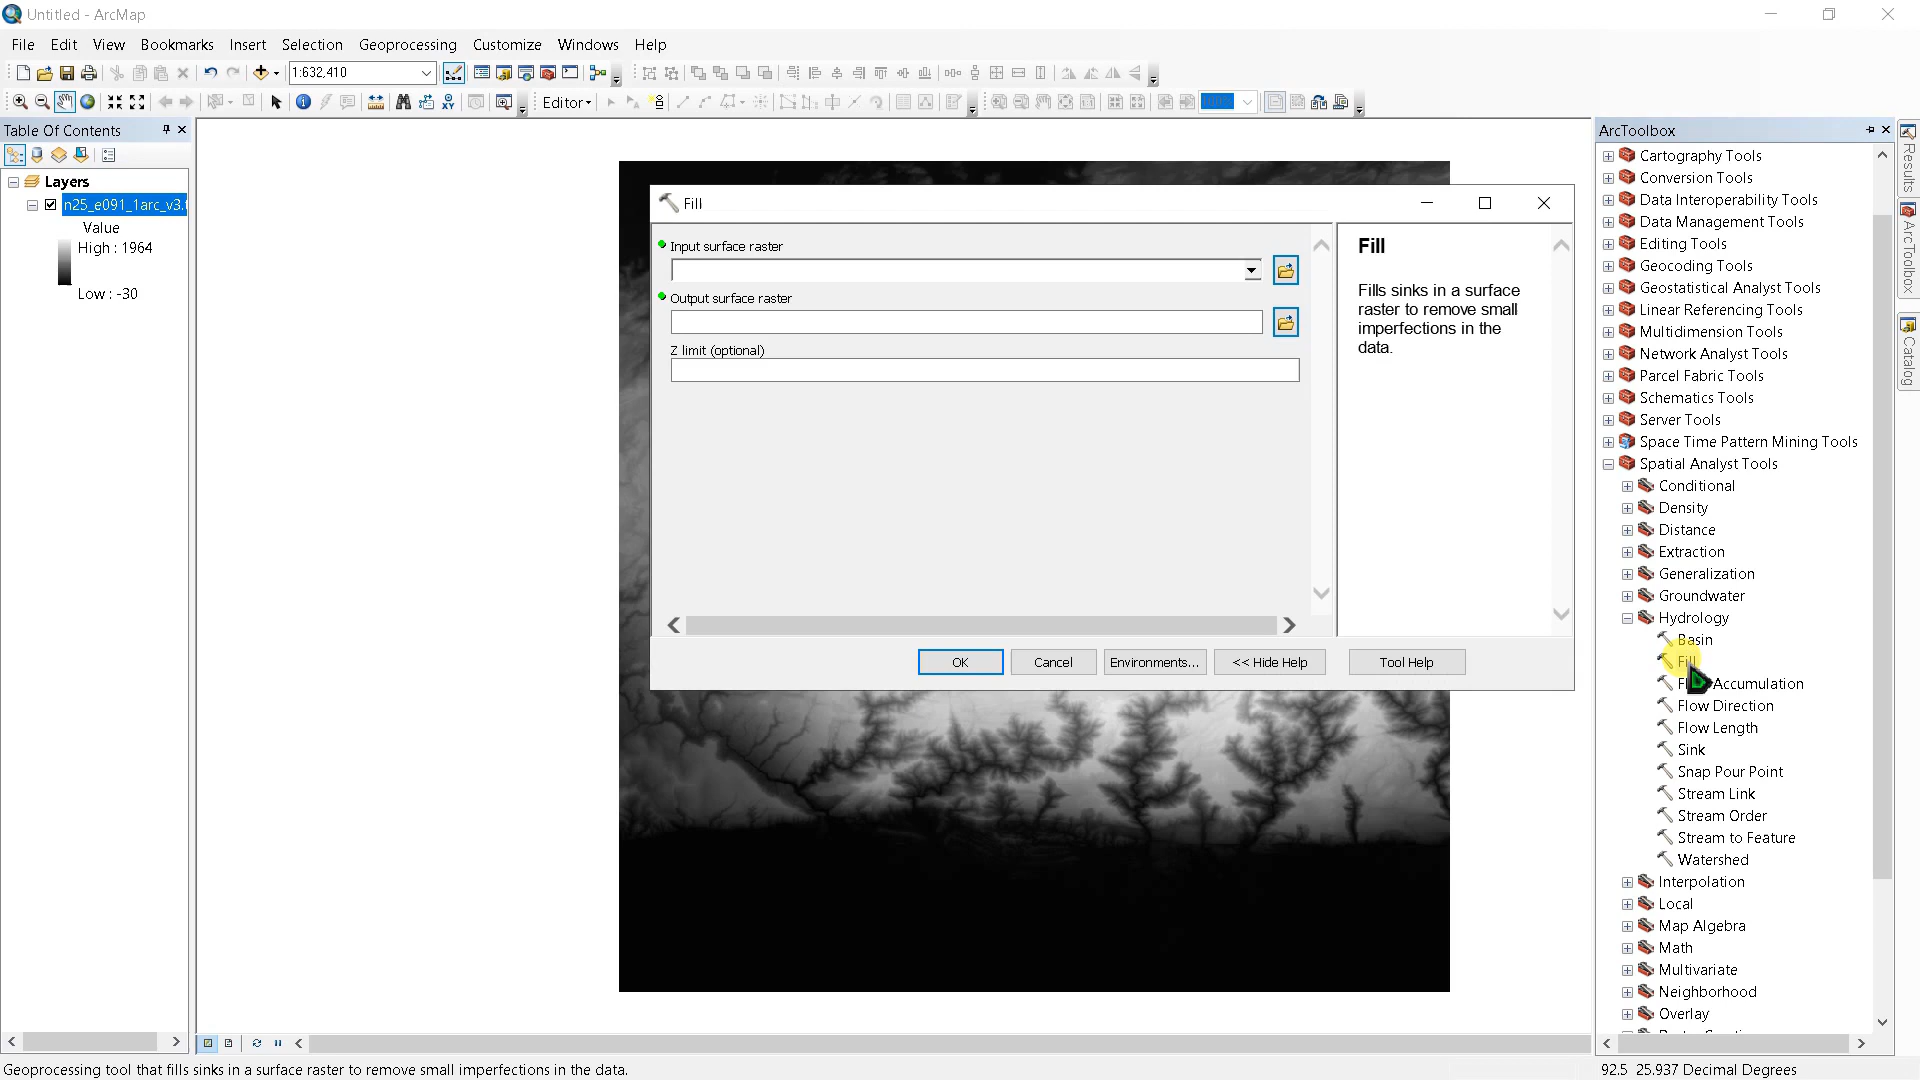 Untitled - ArcMap
File Edit View Bookmarks Insert Selection Geoprocessing Customize Windows Help
1:632,410
Editor
100%
Table Of Contents
Layers
n25_e091_1arc_v3.t
Value
High : 1964
Low : -30
Fill
Input surface raster
Output surface raster
Z limit (optional)
OK
Cancel
Environments...
<< Hide Help
Tool Help
Fill
Fills sinks in a surface
raster to remove small
imperfections in the
data.
ArcToolbox
Cartography Tools
Conversion Tools
Data Interoperability Tools
Data Management Tools
Editing Tools
Geocoding Tools
Geostatistical Analyst Tools
Linear Referencing Tools
Multidimension Tools
Network Analyst Tools
Parcel Fabric Tools
Schematics Tools
Server Tools
Space Time Pattern Mining Tools
Spatial Analyst Tools
Conditional
Density
Distance
Extraction
Generalization
Groundwater
Hydrology
Basin
Fill
Accumulation
Flow Direction
Flow Length
Sink
Snap Pour Point
Stream Link
Stream Order
Stream to Feature
Watershed
Interpolation
Local
Map Algebra
Math
Multivariate
Neighborhood
Overlay
Results
ArcToolbox
Catalog
Geoprocessing tool that fills sinks in a surface raster to remove small imperfections in the data.
92.5 25.937 Decimal Degrees